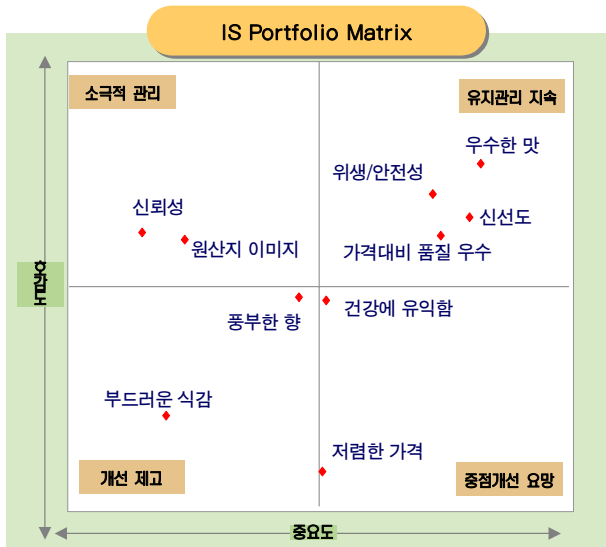 IS Portfolio Matrix
소극적 관리
유지관리 지속
우수한 맛
위생/안전성
신뢰성
신선도
원산지 이미지
가격대비 품질 우수
호감도
풍부한 향
건강에 유익함
부드러운 식감
저렴한 가격
개선 제고
중점개선 요망
중요도